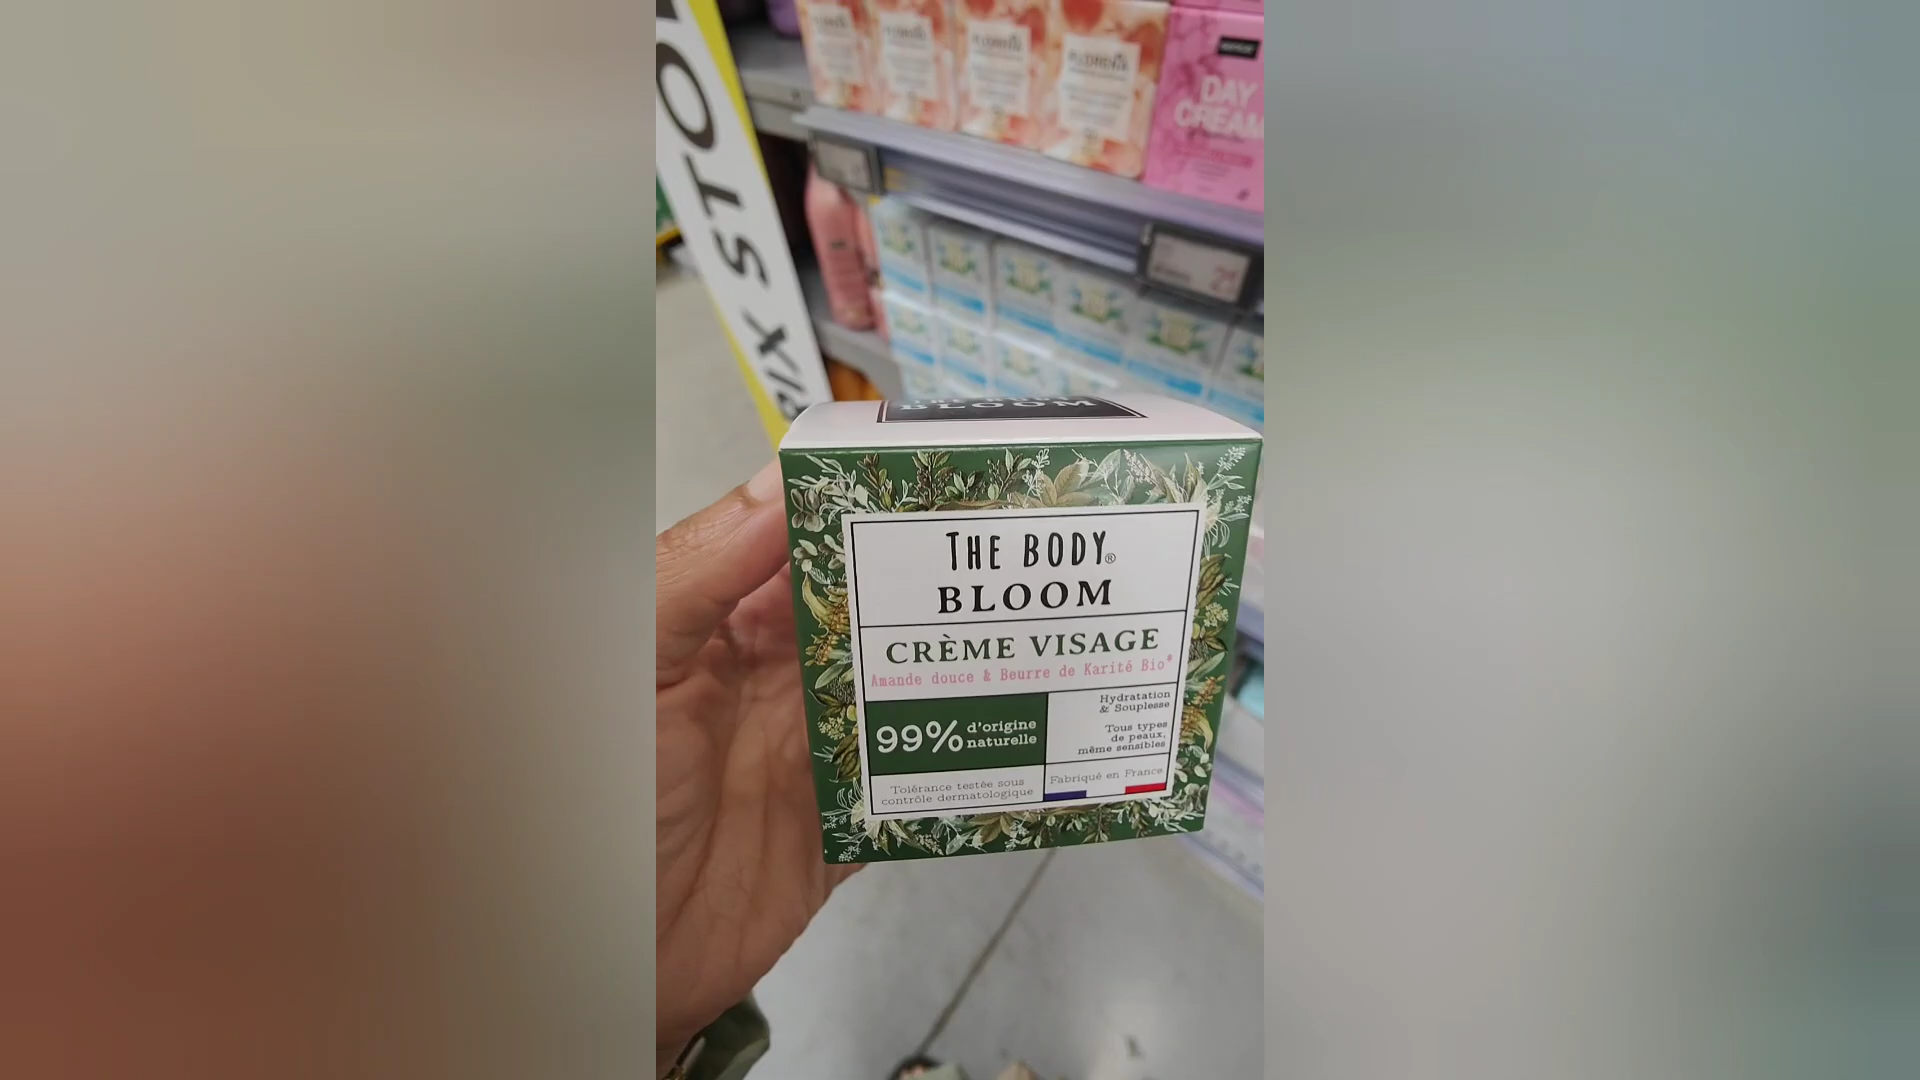 DAY
CREAM
BLOOM
THE BODY®
BLOOM
CRÈME VISAGE
Amande douce & Beurre de Karité Bio*
99% d'origine
naturelle
Hydratation
& Souplesse
Tous types
de peaux,
même sensibles
Tolérance testée sous
contrôle dermatologique
Fabriqué en France